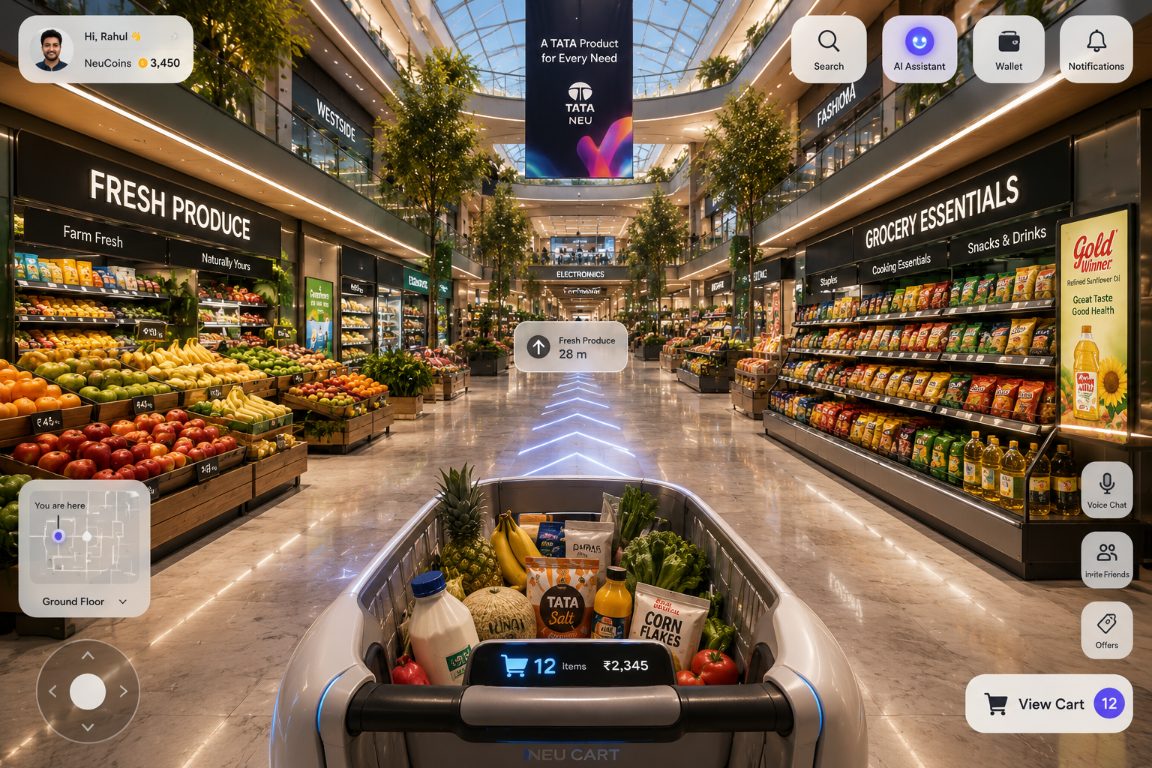 Hi, Rahul 👋
NeuCoins 3,450
Search
AI Assistant
Wallet
Notifications
A TATA Product
for Every Need
TATA
NEU
WESTSIDE
FRESH PRODUCE
Farm Fresh
Naturally Yours
ELECTRONICS
GROCERY ESSENTIALS
Staples
Cooking Essentials
Snacks & Drinks
Gold
Winner
Refined Sunflower Oil
Great Taste
Good Health
Fresh Produce
28 m
You are here
Ground Floor
TATA
Salt
CORN
FLAKES
12 Items ₹2,345
NEU CART
Voice Chat
Invite Friends
Offers
View Cart 12